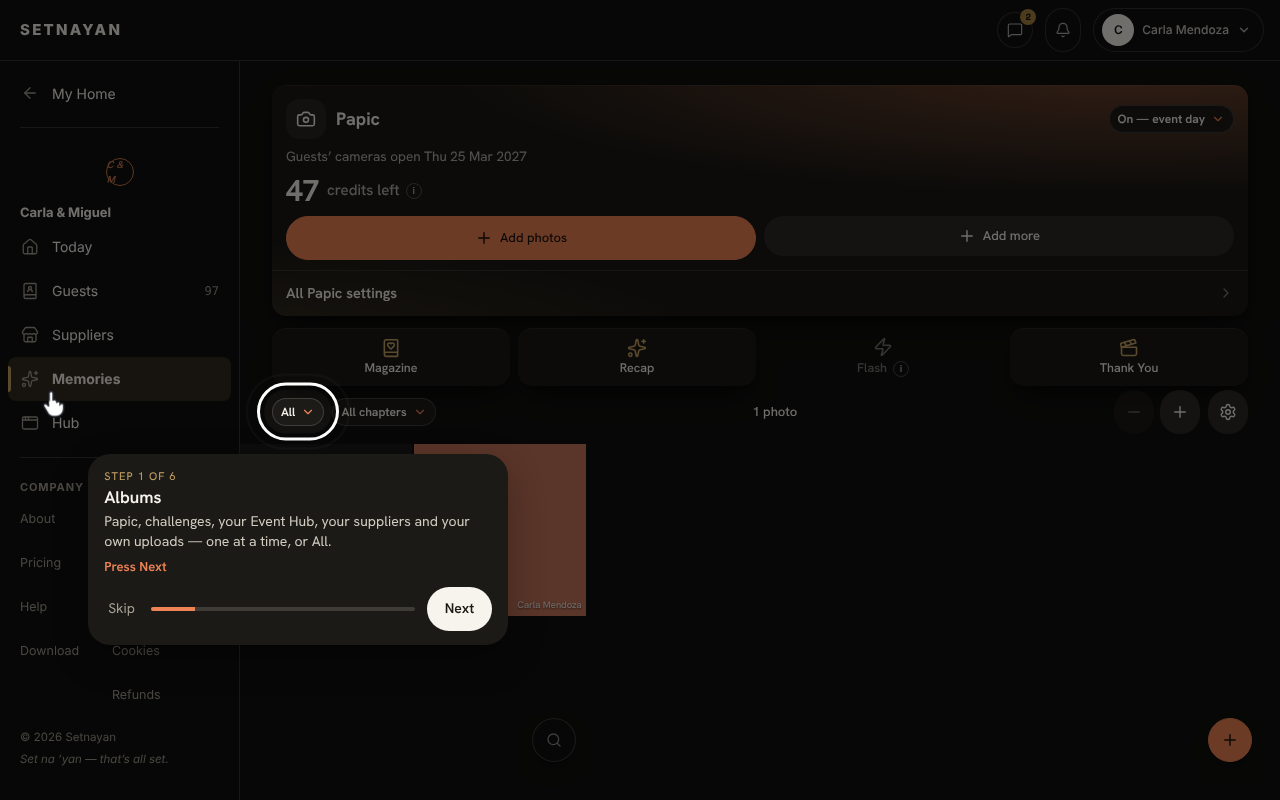 SETNAYAN
2
C
Carla Mendoza
My Home
C &
M
Carla & Miguel
Today
Guests
97
Suppliers
Memories
Hub
COMPANY
About
Pricing
Help
Download
Cookies
Refunds
© 2026 Setnayan
Set na 'yan — that's all set.
Papic
On — event day
Guests' cameras open Thu 25 Mar 2027
47 credits left
i
Add photos
Add more
All Papic settings
Magazine
Recap
Flash
i
Thank You
All
All chapters
1 photo
STEP 1 OF 6
Albums
Papic, challenges, your Event Hub, your suppliers and your
own uploads — one at a time, or All.
Press Next
Skip
Next
Carla Mendoza